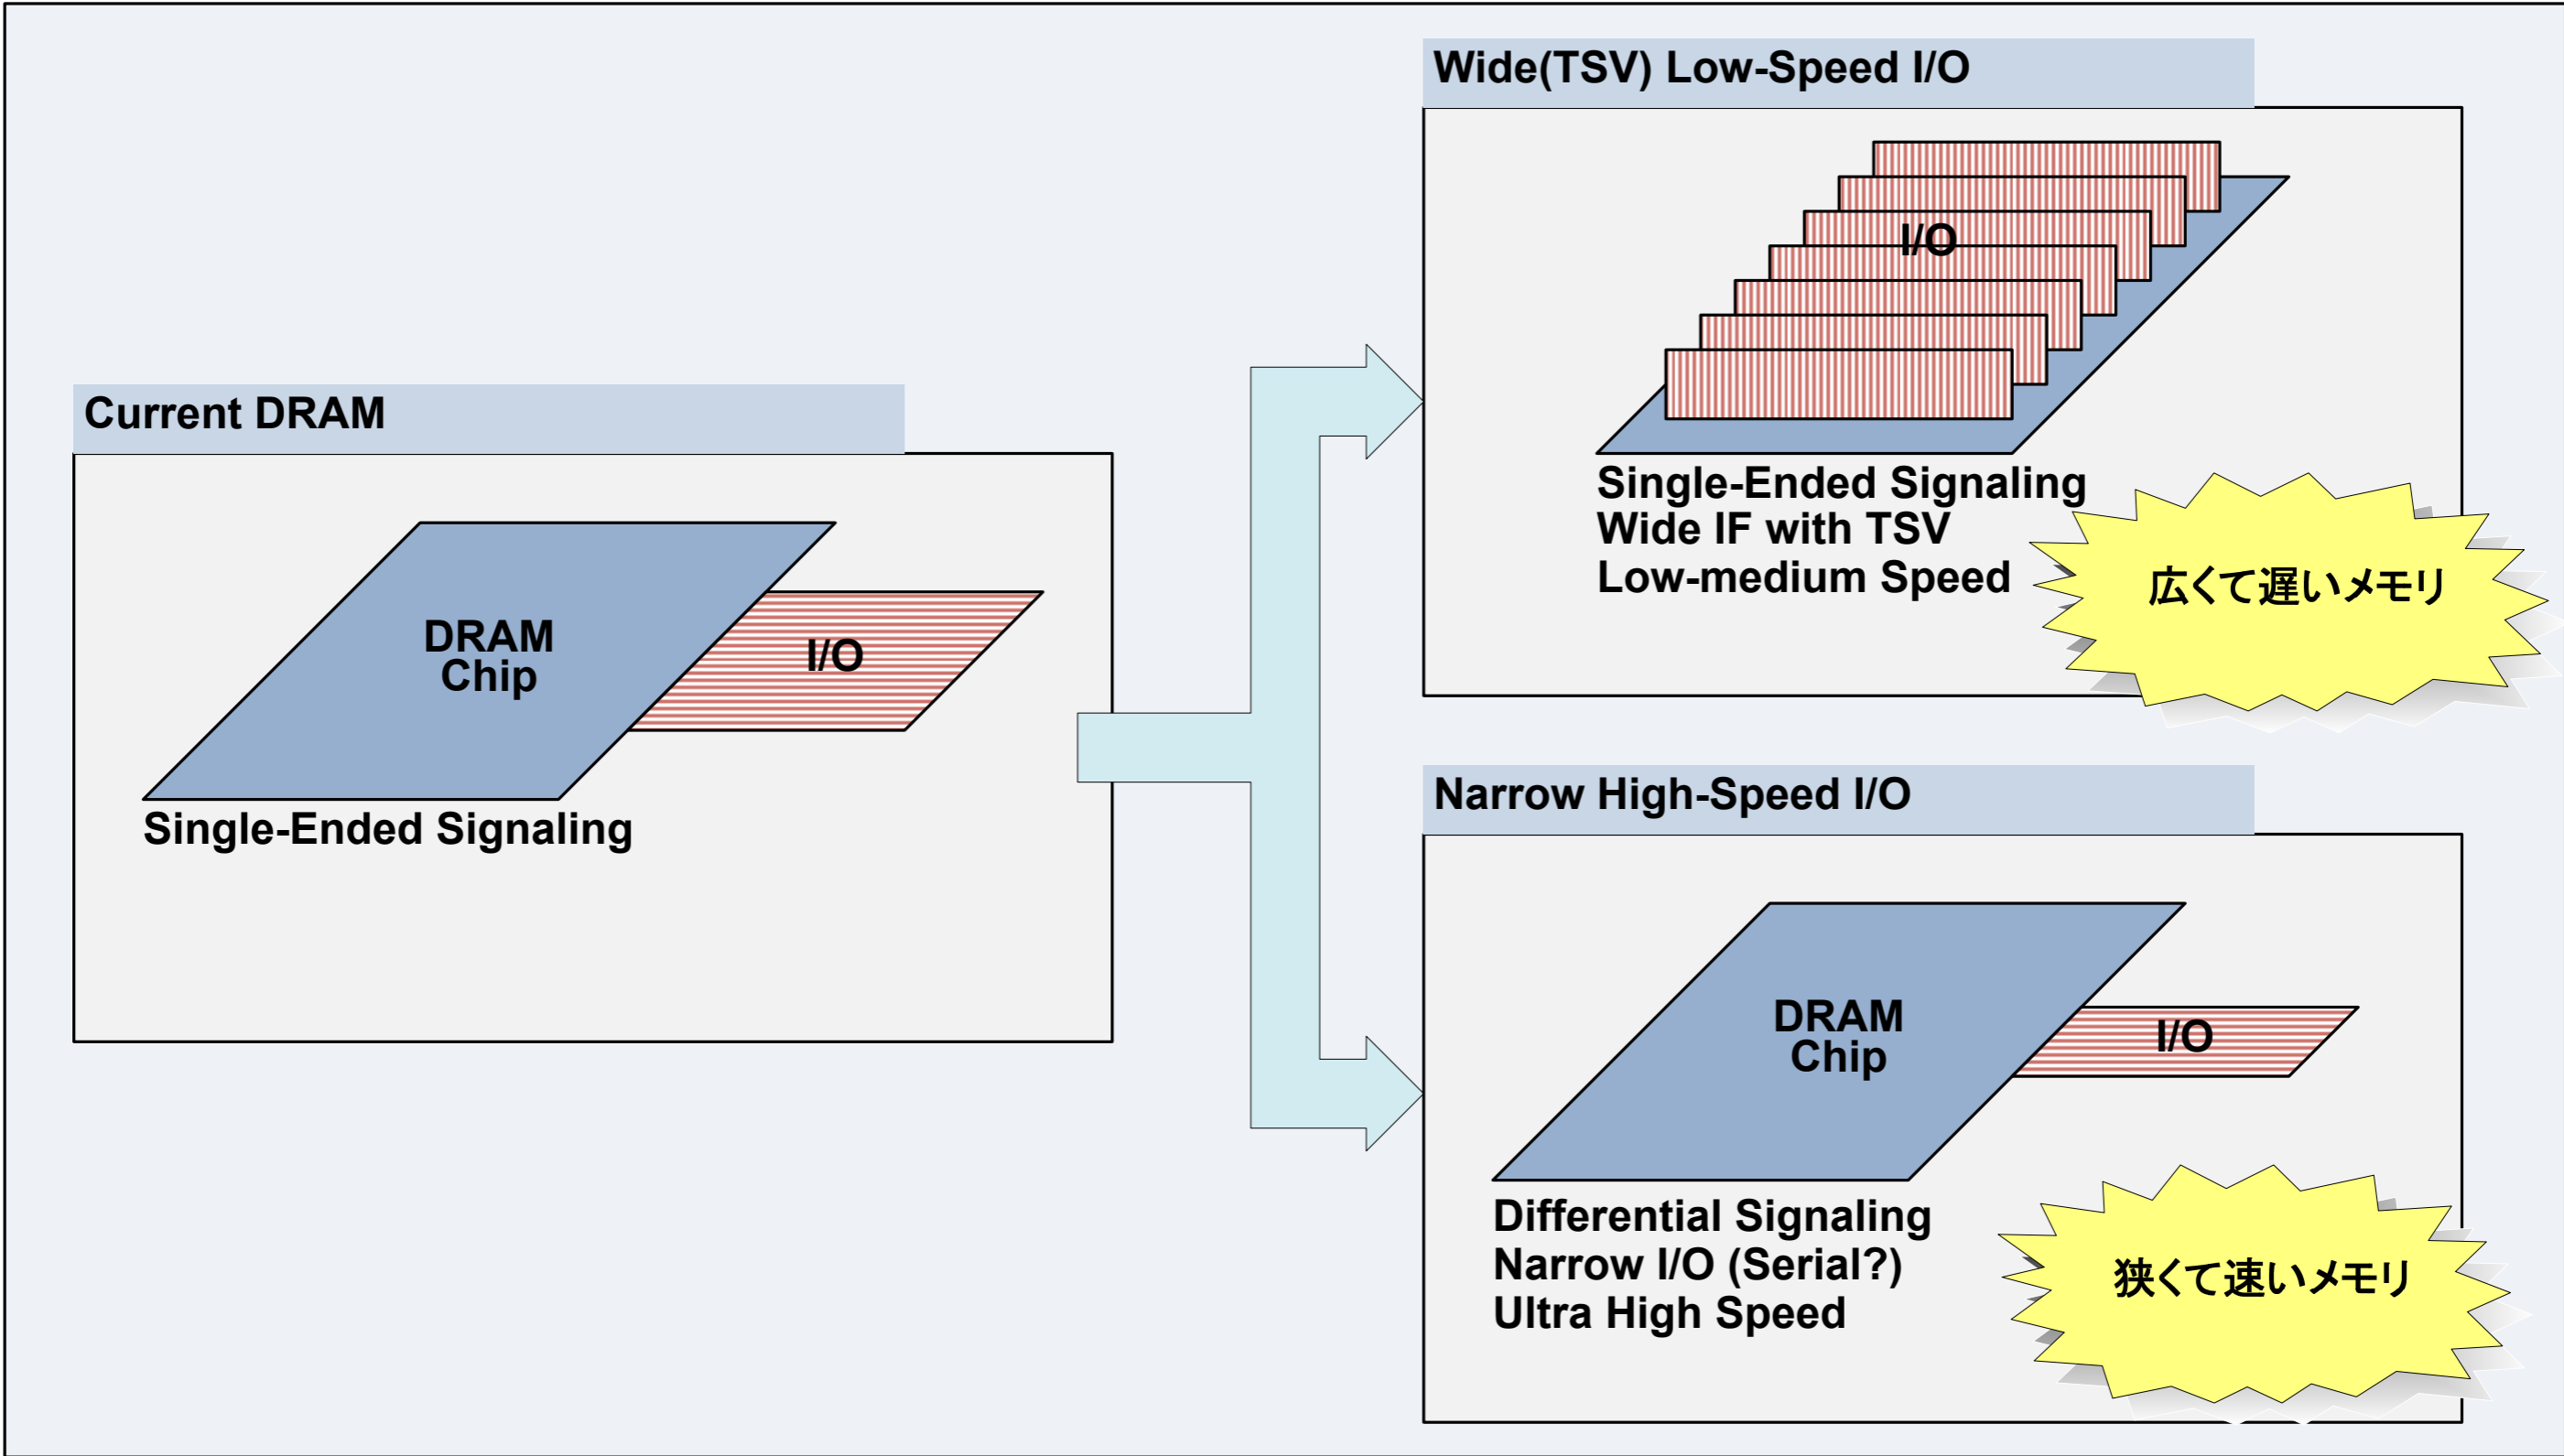 Current DRAM
DRAM
Chip
I/O
Single-Ended Signaling
Wide(TSV) Low-Speed I/O
I/O
Single-Ended Signaling
Wide IF with TSV
Low-medium Speed
広くて遅いメモリ
Narrow High-Speed I/O
DRAM
Chip
I/O
Differential Signaling
Narrow I/O (Serial?)
Ultra High Speed
狭くて速いメモリ